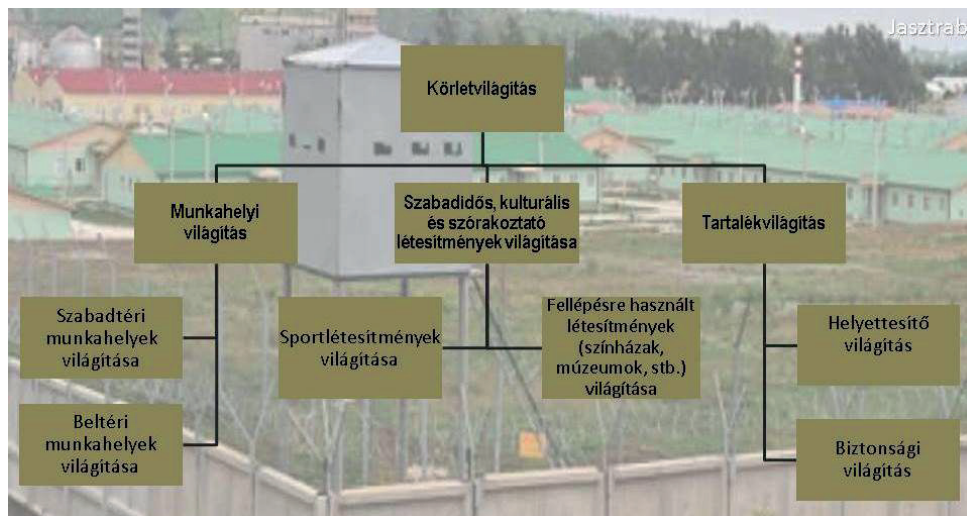 Jasztrab
Körletvilágítás
Munkahelyi
világítás
Szabadidős, kulturális
és szórakoztató
létesítmények világítása
Tartalékvilágítás
Szabadtéri
munkahelyek
világítása
Sportlétesítmények
világítása
Fellépésre használt
létesítmények
(színházak,
múzeumok, stb.)
világítása
Helyettesítő
világítás
Beltéri
munkahelyek
világítása
Biztonsági
világítás